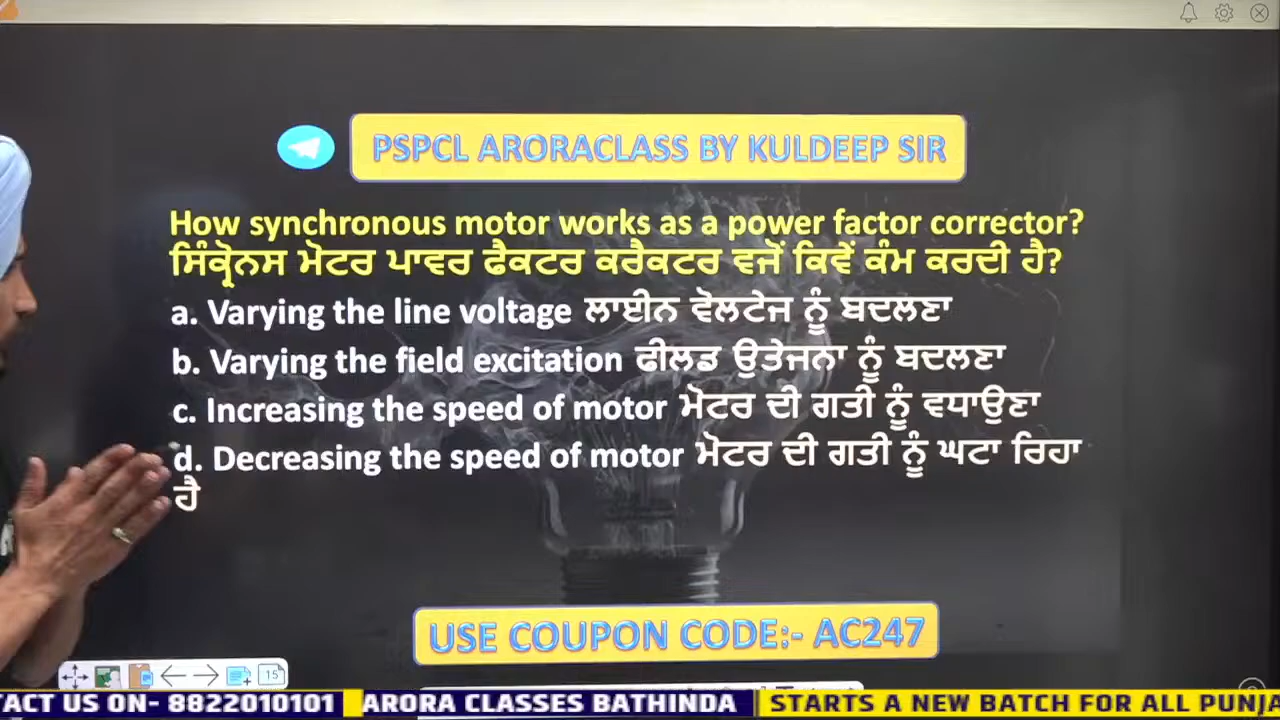 PSPCL ARORACLASS BY KULDEEP SIR
How synchronous motor works as a power factor corrector?
ਸਿੰਕ੍ਰੋਨਸ ਮੋਟਰ ਪਾਵਰ ਫੈਕਟਰ ਕਰੈਕਟਰ ਵਜੋਂ ਕਿਵੇਂ ਕੰਮ ਕਰਦੀ ਹੈ?
a. Varying the line voltage ਲਾਈਨ ਵੋਲਟੇਜ ਨੂੰ ਬਦਲਣਾ
b. Varying the field excitation ਫੀਲਡ ਉਤੇਜਨਾ ਨੂੰ ਬਦਲਣਾ
c. Increasing the speed of motor ਮੋਟਰ ਦੀ ਗਤੀ ਨੂੰ ਵਧਾਉਣਾ
d. Decreasing the speed of motor ਮੋਟਰ ਦੀ ਗਤੀ ਨੂੰ ਘਟਾ ਰਿਹਾ
ਹੈ
USE COUPON CODE:- AC247
15
ACT US ON- 8822010101 ARORA CLASSES BATHINDA STARTS A NEW BATCH FOR ALL PUNJA